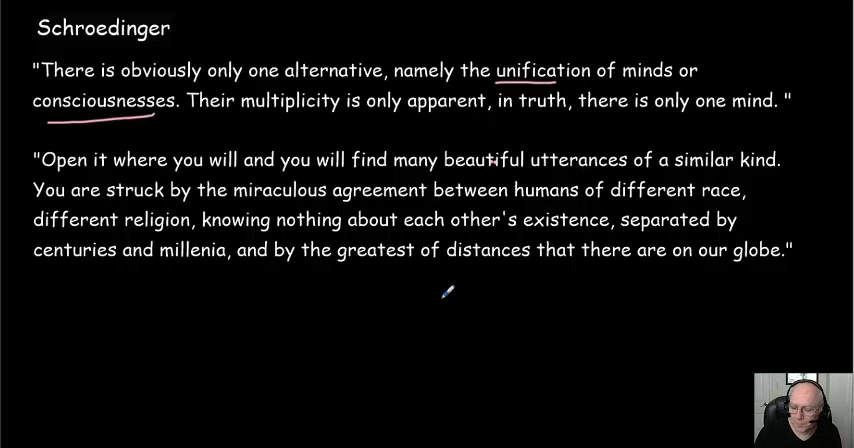 Schroedinger
"There is obviously only one alternative, namely the unification of minds or
consciousnesses. Their multiplicity is only apparent, in truth, there is only one mind. "
"Open it where you will and you will find many beautiful utterances of a similar kind.
You are struck by the miraculous agreement between humans of different race,
different religion, knowing nothing about each other's existence, separated by
centuries and millenia, and by the greatest of distances that there are on our globe."